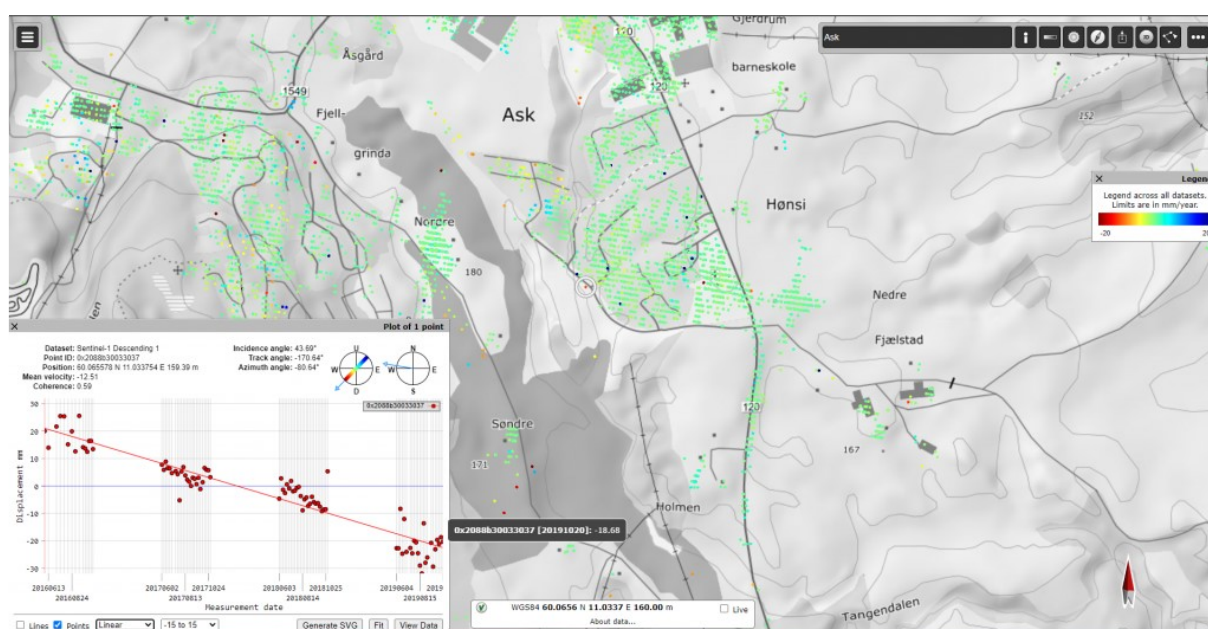 Gjerdrum
120
Ask
barneskole
120
Åsgård
1549
Fjell-
grinda
Ask
152
Legend
Legend across all datasets.
Limits are in mm/year.
-20
20
Nordre
Hønsi
180
Nedre
Fjælstad
Plot of 1 point
Dataset: Sentinel-1 Descending 1
Point ID: 0x2088b30033037
Position: 60.065578 N 11.033754 E 159.39 m
Mean velocity: -12.51
Coherence: 0.59
Incidence angle: 43.69°
Track angle: -170.64°
Azimuth angle: -80.64°
U
W E
D
N
W E
S
0x2088b30033037
Displacement mm
30
20
10
0
-10
-20
-30
20160613
20160824
20170602
20170813
20171024
20180603
20180814
20181025
20190604
20190815
2019
Measurement date
Lines
Points
Linear
-15 to 15
Generate SVG
Fit
View Data
120
Søndre
171
167
Holmen
0x2088b30033037 [20191020]: -18.68
WGS84 60.0656 N 11.0337 E 160.00 m
Live
About data...
Tangendalen